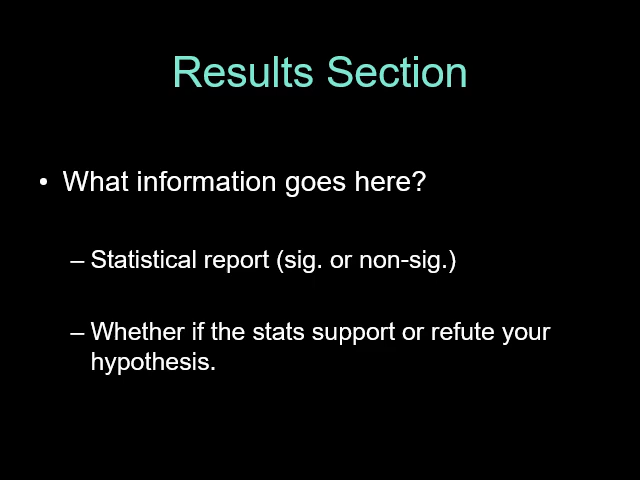 Results Section
• What information goes here?
– Statistical report (sig. or non-sig.)
– Whether if the stats support or refute your
hypothesis.